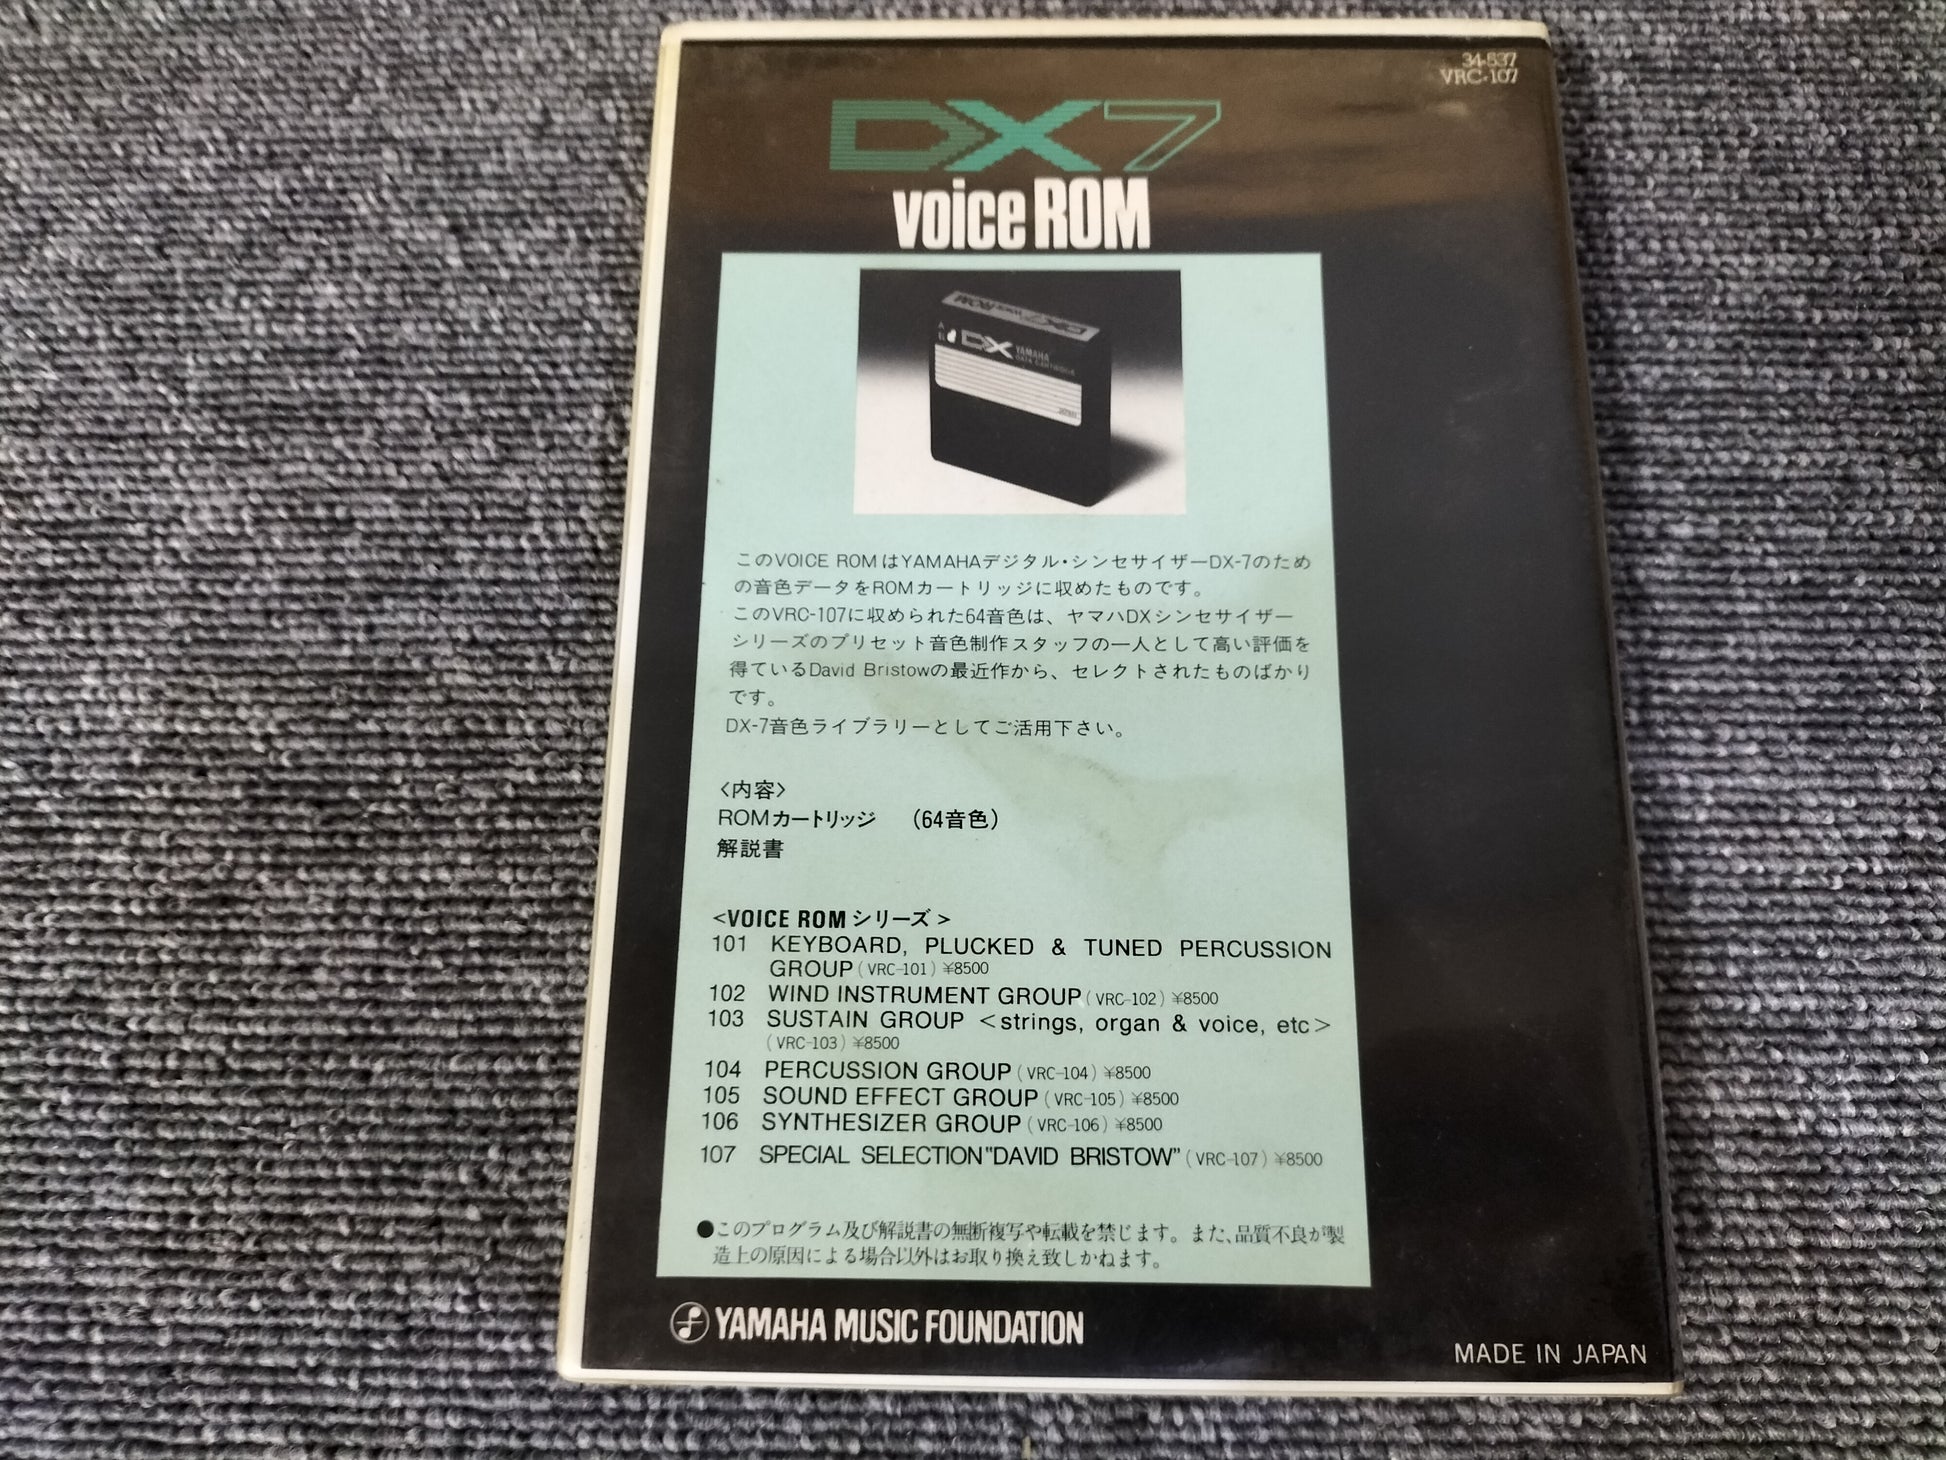 34-537
VRC-107
DX7
voice ROM
DX7 voice ROM
A
DX YAMAHA
DATA CARTRIDGE
JAPAN
このVOICE ROMはYAMAHAデジタル・シンセサイザーDX-7のため
の音色データをROMカートリッジに収めたものです。
このVRC-107に収められた64音色は、ヤマハDXシンセサイザー
シリーズのプリセット音色制作スタッフの一人として高い評価を
得ているDavid Bristowの最近作から、セレクトされたものばかり
です。
DX-7音色ライブラリーとしてご活用下さい。
〈内容〉
ROMカートリッジ (64音色)
解説書
<VOICE ROM シリーズ>
101 KEYBOARD, PLUCKED & TUNED PERCUSSION
GROUP (VRC-101) ¥8500
102 WIND INSTRUMENT GROUP (VRC-102) ¥8500
103 SUSTAIN GROUP <strings, organ & voice, etc>
(VRC-103) ¥8500
104 PERCUSSION GROUP (VRC-104) ¥8500
105 SOUND EFFECT GROUP (VRC-105) ¥8500
106 SYNTHESIZER GROUP (VRC-106) ¥8500
107 SPECIAL SELECTION"DAVID BRISTOW" (VRC-107) ¥8500
●このプログラム及び解説書の無断複写や転載を禁じます。また、品質不良が製
造上の原因による場合以外はお取り換え致しかねます。
YAMAHA MUSIC FOUNDATION
MADE IN JAPAN